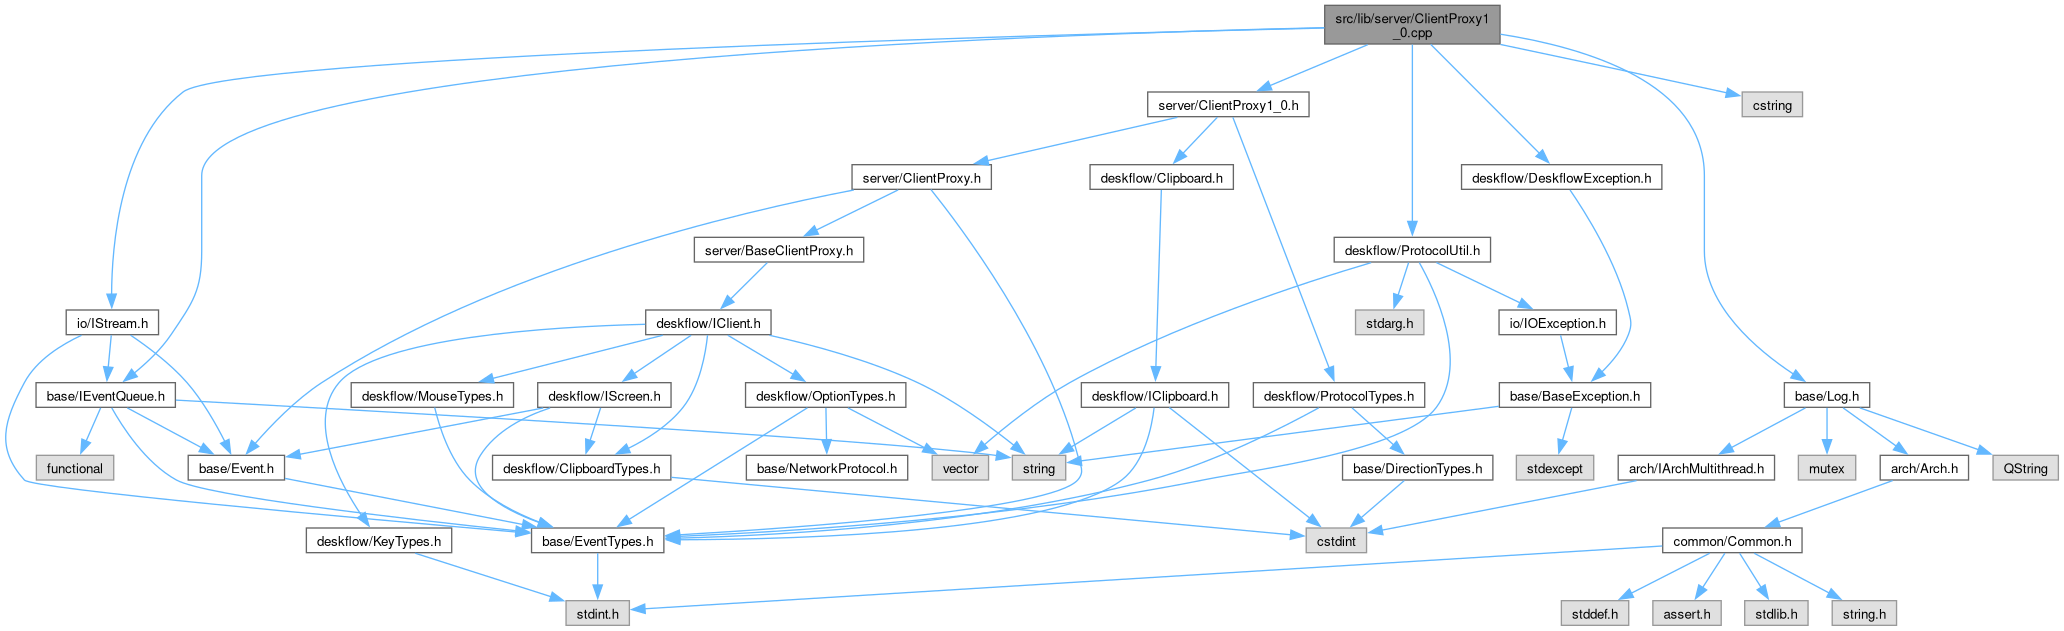 src/lib/server/ClientProxy1
_0.cpp
server/ClientProxy1_0.h
cstring
server/ClientProxy.h
deskflow/Clipboard.h
deskflow/DeskflowException.h
server/BaseClientProxy.h
deskflow/ProtocolUtil.h
io/IStream.h
deskflow/IClient.h
stdarg.h
io/IOException.h
base/IEventQueue.h
deskflow/MouseTypes.h
deskflow/IScreen.h
deskflow/OptionTypes.h
deskflow/IClipboard.h
deskflow/ProtocolTypes.h
base/BaseException.h
base/Log.h
functional
base/Event.h
deskflow/ClipboardTypes.h
base/NetworkProtocol.h
vector
string
base/DirectionTypes.h
stdexcept
arch/IArchMultithread.h
mutex
arch/Arch.h
QString
deskflow/KeyTypes.h
base/EventTypes.h
cstdint
common/Common.h
stdint.h
stddef.h
assert.h
stdlib.h
string.h